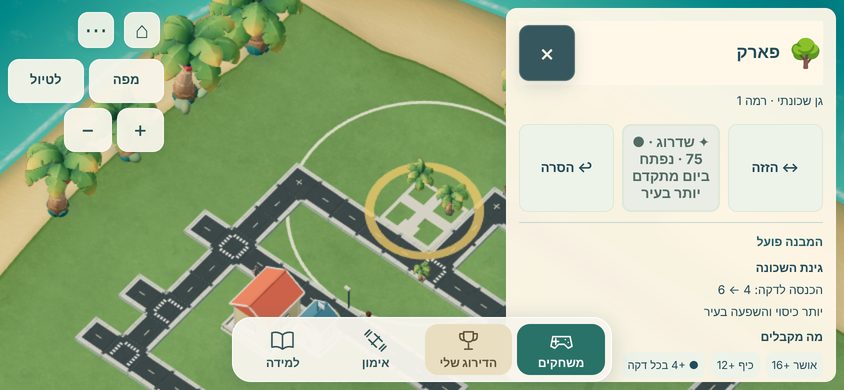 ⋯
לטיול
מפה
−
+
×
פארק
גן שכונתי · רמה 1
↔ הזזה
✦ שדרוג · ●
75 · נפתח
ביום מתקדם
יותר בעיר
↩ הסרה
המבנה פועל
גינת השכונה
הכנסה לדקה: 4 ← 6
יותר כיסוי והשפעה בעיר
מה מקבלים
אושר +16
כיף +12
● +4 בכל דקה
משחקים
הדירוג שלי
אימון
למידה